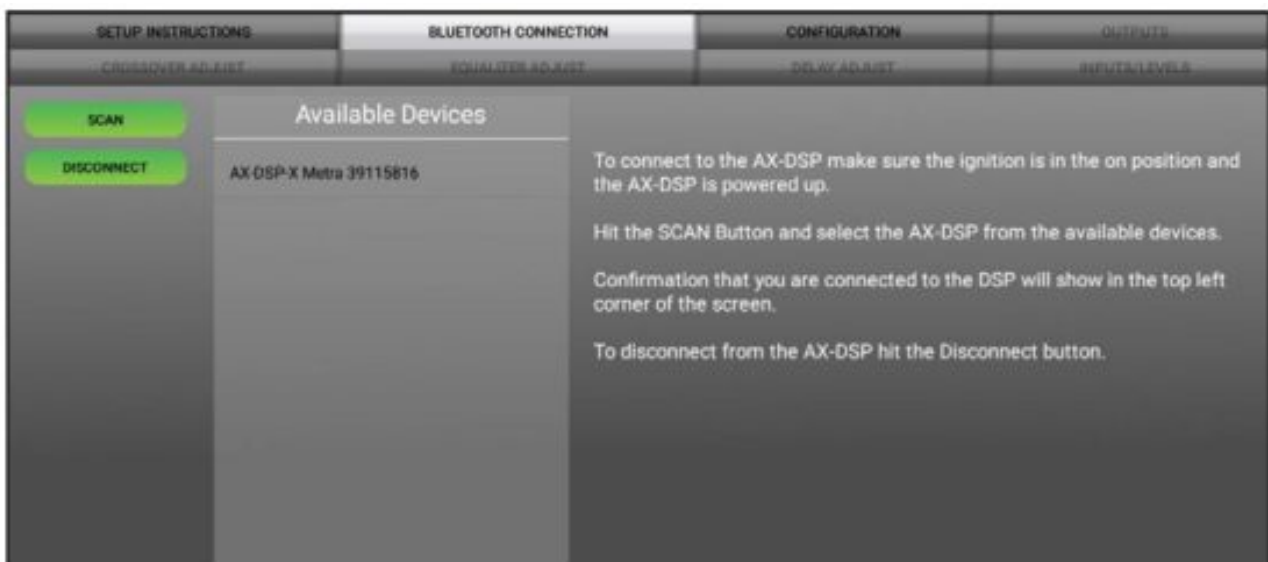 SETUP INSTRUCTIONS BLUETOOTH CONNECTION CONFIGURATION OUTPUTS
CROSSOVER ADJUST EQUALIZER ADJUST DELAY ADJUST INPUTS/LEVELS
SCAN
DISCONNECT
Available Devices
AX-DSP-X Metra 39115816
To connect to the AX-DSP make sure the ignition is in the on position and
the AX-DSP is powered up.
Hit the SCAN Button and select the AX-DSP from the available devices.
Confirmation that you are connected to the DSP will show in the top left
corner of the screen.
To disconnect from the AX-DSP hit the Disconnect button.